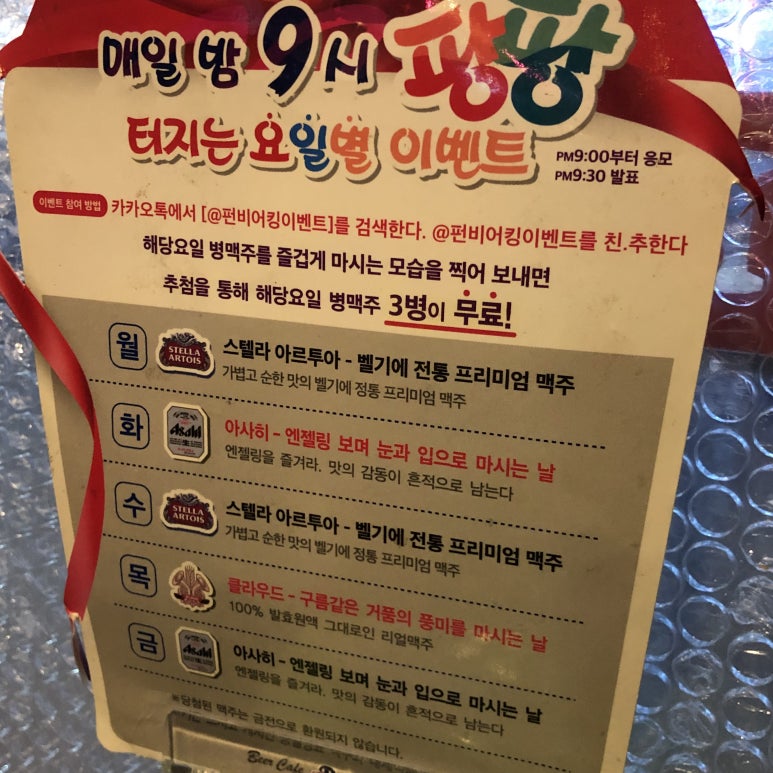 매일 밤 9시 팡팡
터지는 요일별 이벤트
PM9:00부터 응모
PM9:30 발표
이벤트 참여 방법
카카오톡에서 [@펀비어킹이벤트]를 검색한다. @펀비어킹이벤트를 친.추한다
해당요일 병맥주를 즐겁게 마시는 모습을 찍어 보내면
추첨을 통해 해당요일 병맥주 3병이 무료!
월
STELLA
ARTOIS
스텔라 아르투아 - 벨기에 전통 프리미엄 맥주
가볍고 순한 맛의 벨기에 정통 프리미엄 맥주
화
Asahi
아사히 - 엔젤링 보며 눈과 입으로 마시는 날
엔젤링을 즐겨라. 맛의 감동이 흔적으로 남는다
수
STELLA
ARTOIS
스텔라 아르투아 - 벨기에 전통 프리미엄 맥주
가볍고 순한 맛의 벨기에 정통 프리미엄 맥주
목
클라우드 - 구름같은 거품의 풍미를 마시는 날
100% 발효원액 그대로인 리얼맥주
금
Asahi
아사히 - 엔젤링 보며 눈과 입으로 마시는 날
엔젤링을 즐겨라. 맛의 감동이 흔적으로 남는다
※당첨된 맥주는 금전으로 환원되지 않습니다.
Beer Cafe